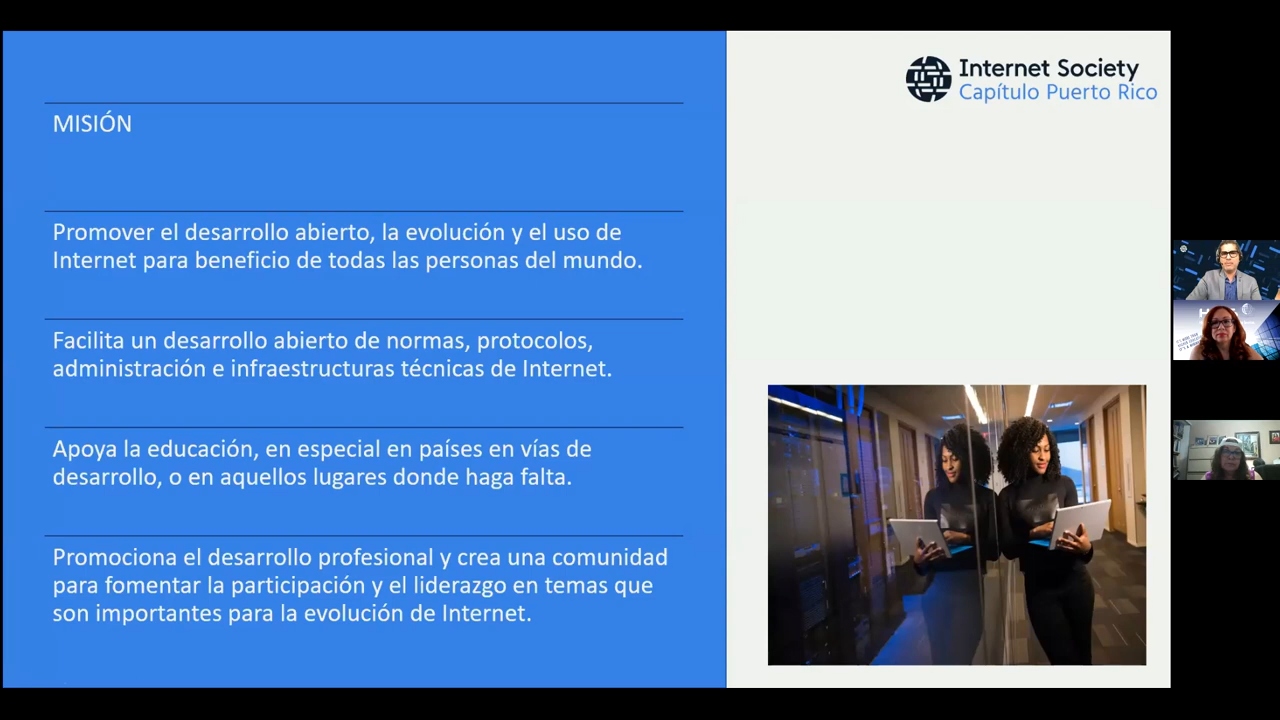 Internet Society
Capítulo Puerto Rico
MISIÓN
Promover el desarrollo abierto, la evolución y el uso de
Internet para beneficio de todas las personas del mundo.
Facilita un desarrollo abierto de normas, protocolos,
administración e infraestructuras técnicas de Internet.
Apoya la educación, en especial en países en vías de
desarrollo, o en aquellos lugares donde haga falta.
Promociona el desarrollo profesional y crea una comunidad
para fomentar la participación y el liderazgo en temas que
son importantes para la evolución de Internet.